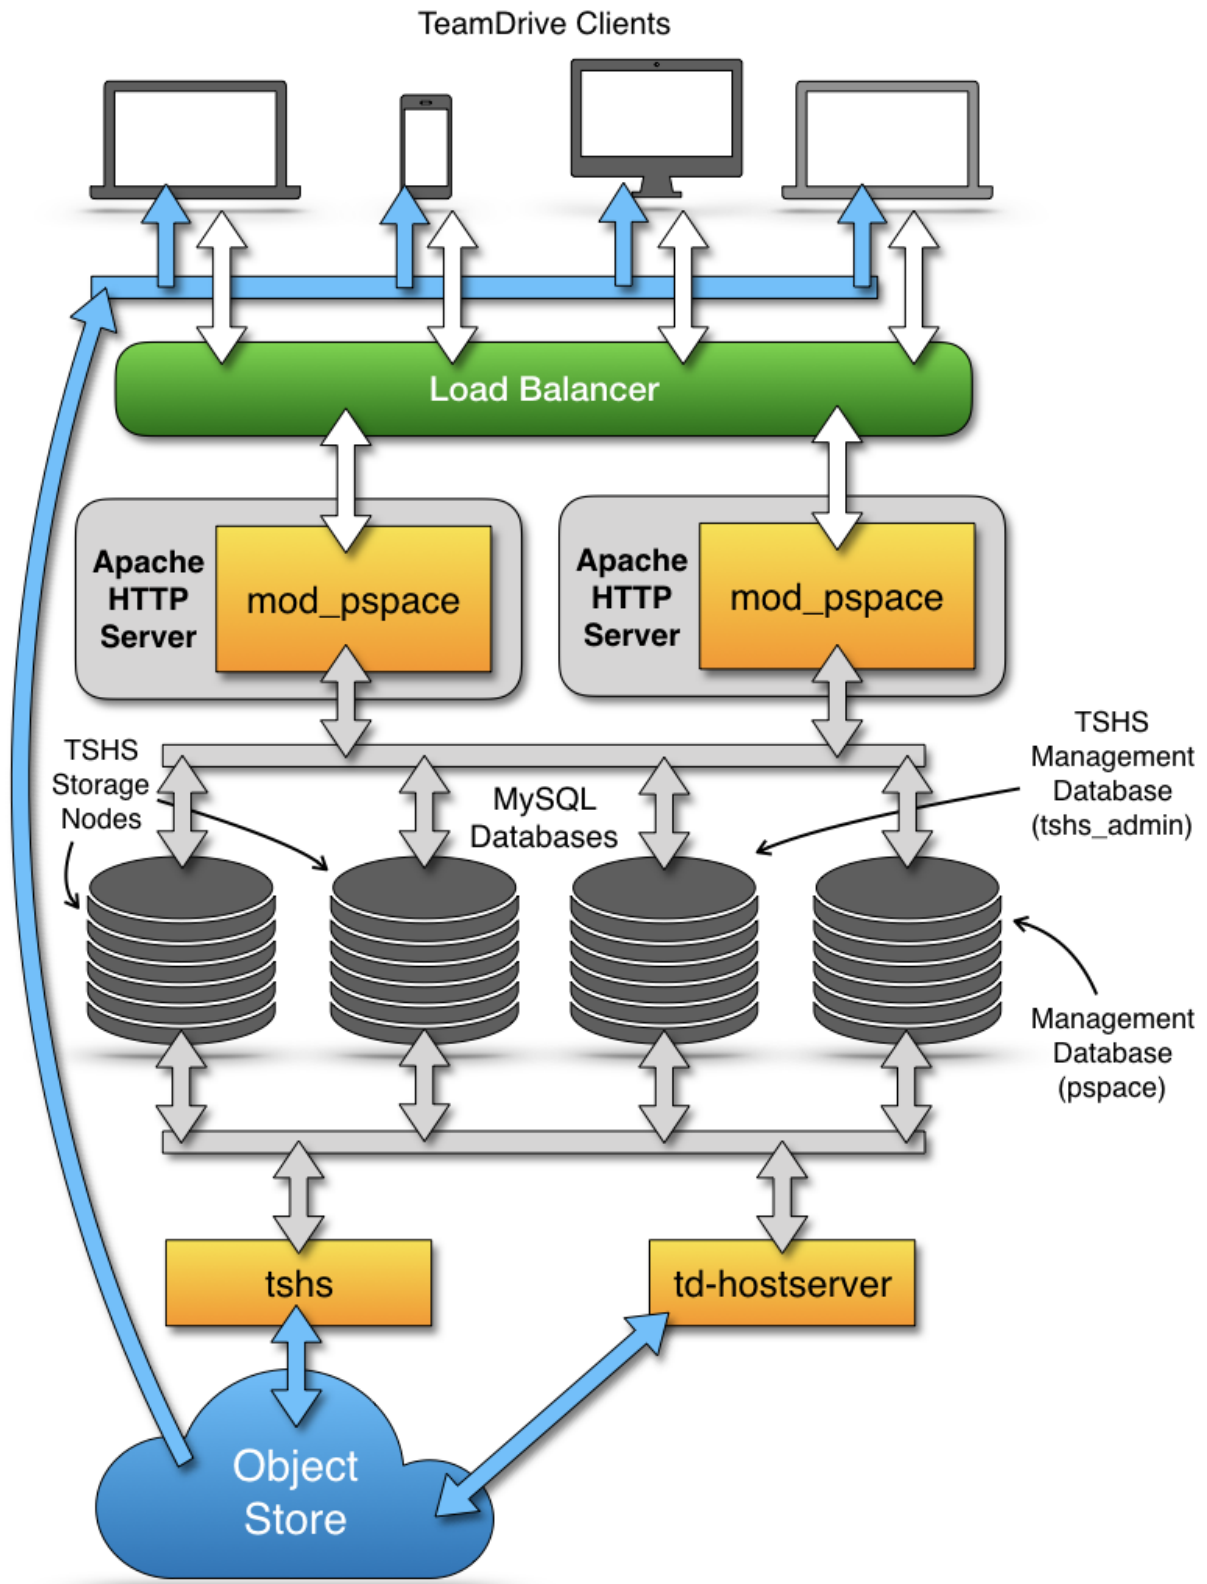 TeamDrive Clients
Load Balancer
Apache
HTTP
Server
mod_pspace
Apache
HTTP
Server
mod_pspace
TSHS
Storage
Nodes
MySQL
Databases
TSHS
Management
Database
(tshs_admin)
Management
Database
(pspace)
tshs
td-hostserver
Object
Store